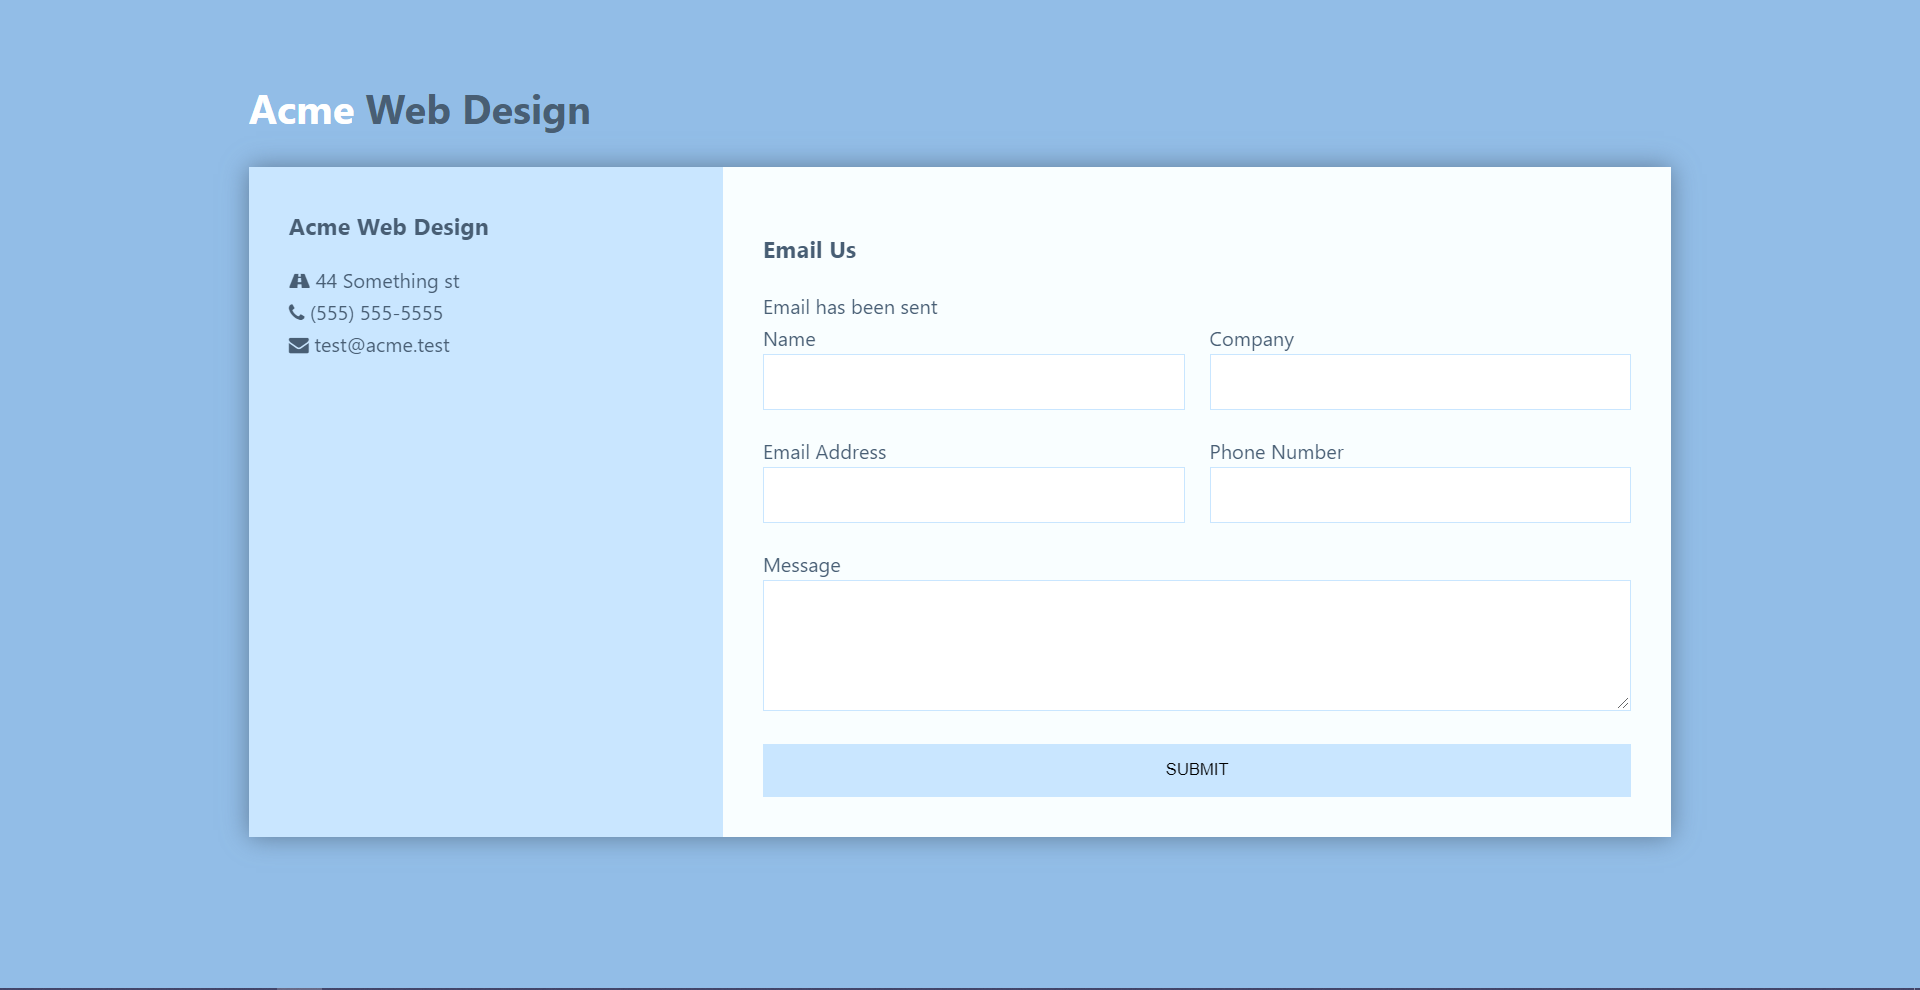 Acme Web Design
Acme Web Design
44 Something st
(555) 555-5555
test@acme.test
Email Us
Email has been sent
Name
Company
Email Address
Phone Number
Message
SUBMIT